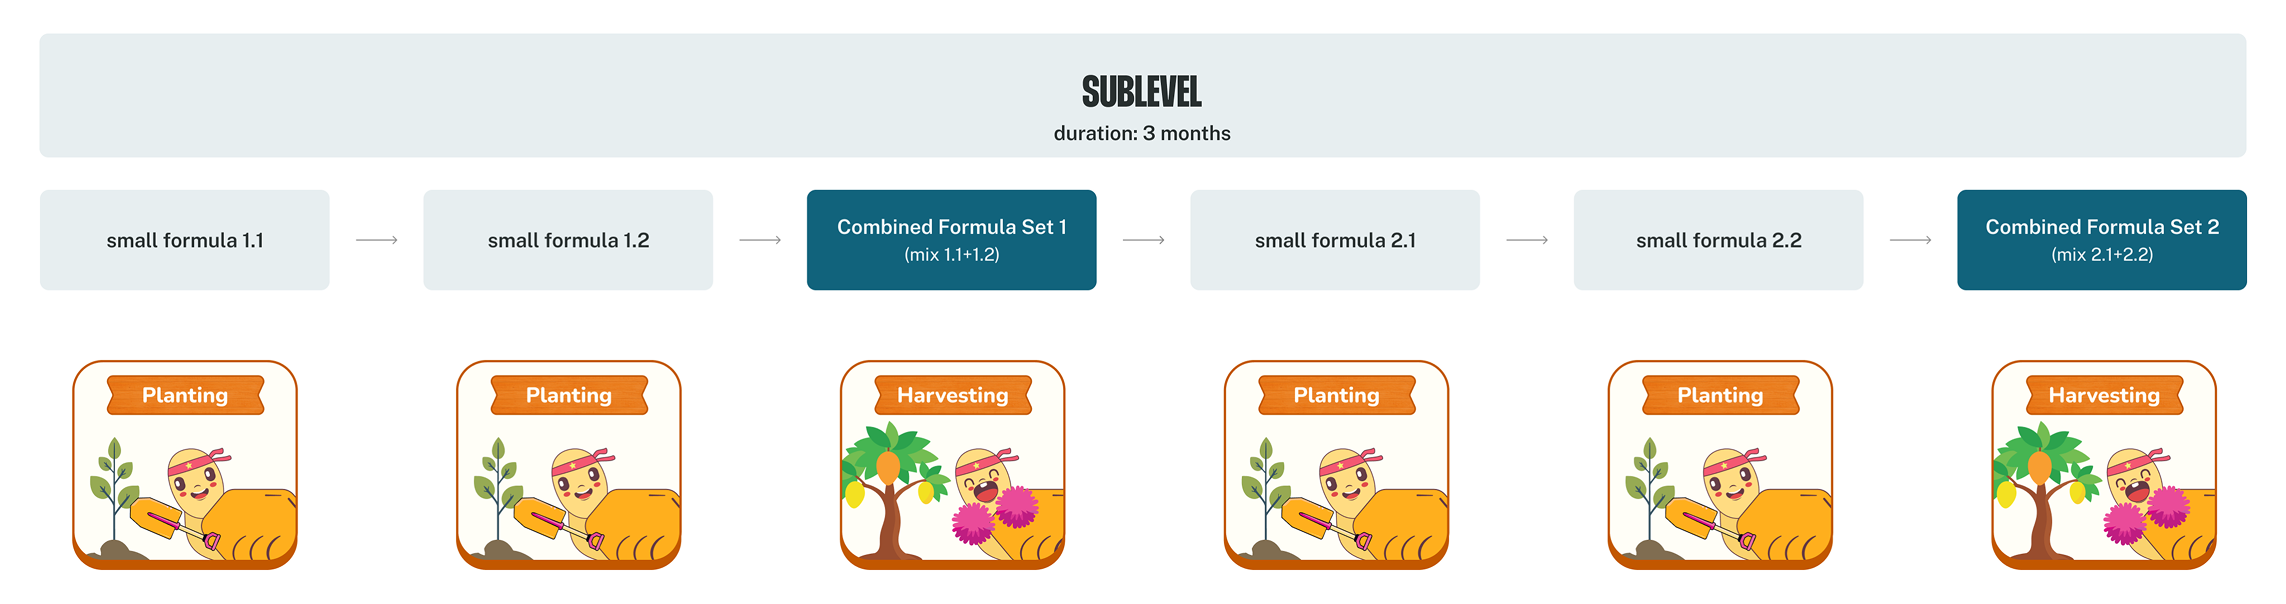 SUBLEVEL
duration: 3 months
small formula 1.1
small formula 1.2
Combined Formula Set 1
(mix 1.1+1.2)
small formula 2.1
small formula 2.2
Combined Formula Set 2
(mix 2.1+2.2)
Planting
Planting
Harvesting
Planting
Planting
Harvesting